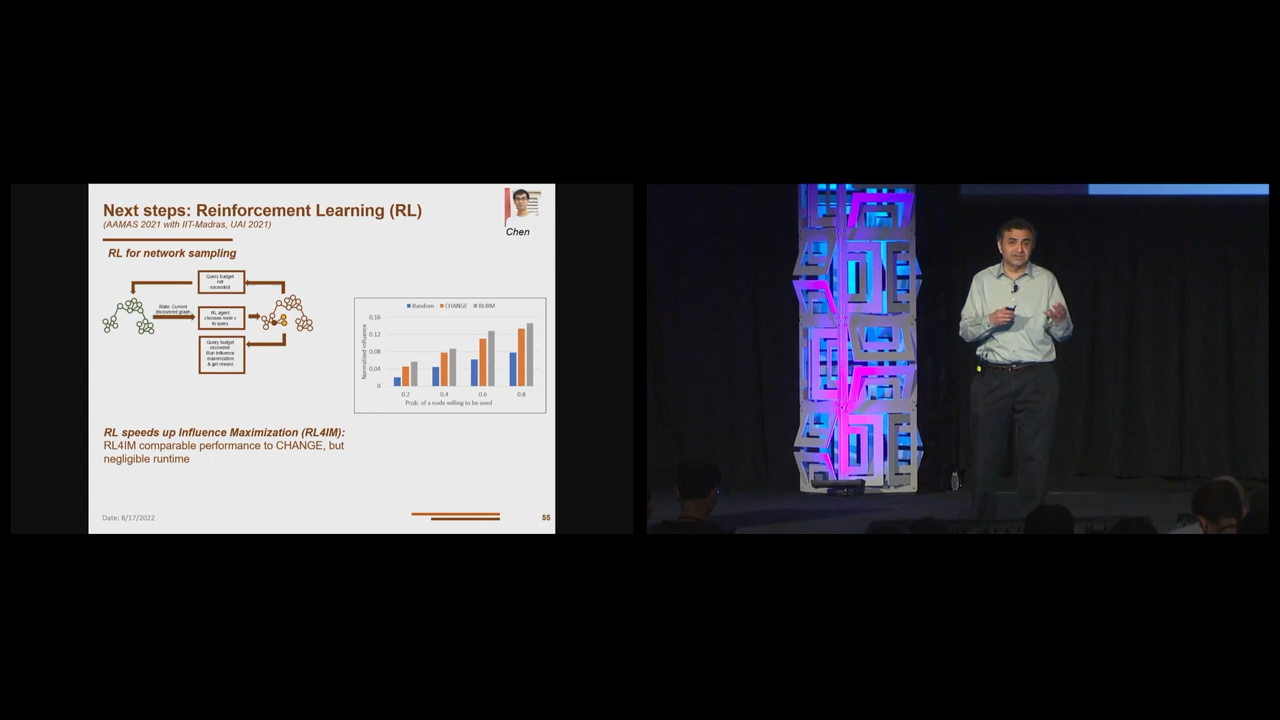 Next steps: Reinforcement Learning (RL)
(AAMAS 2021 with IIT-Madras, UAI 2021)
Chen
RL for network sampling
Query budget
not
exceeded
State: Current
discovered graph
RL agent
chooses node v
to query
Query budget
exceeded
Run influence
maximization
& get reward
Random CHANGE RL4IM
Normalized influence
0.16
0.12
0.08
0.04
0
0.2 0.4 0.6 0.8
Prob. of a node willing to be seed
RL speeds up Influence Maximization (RL4IM):
RL4IM comparable performance to CHANGE, but
negligible runtime
Date: 8/17/2022
55